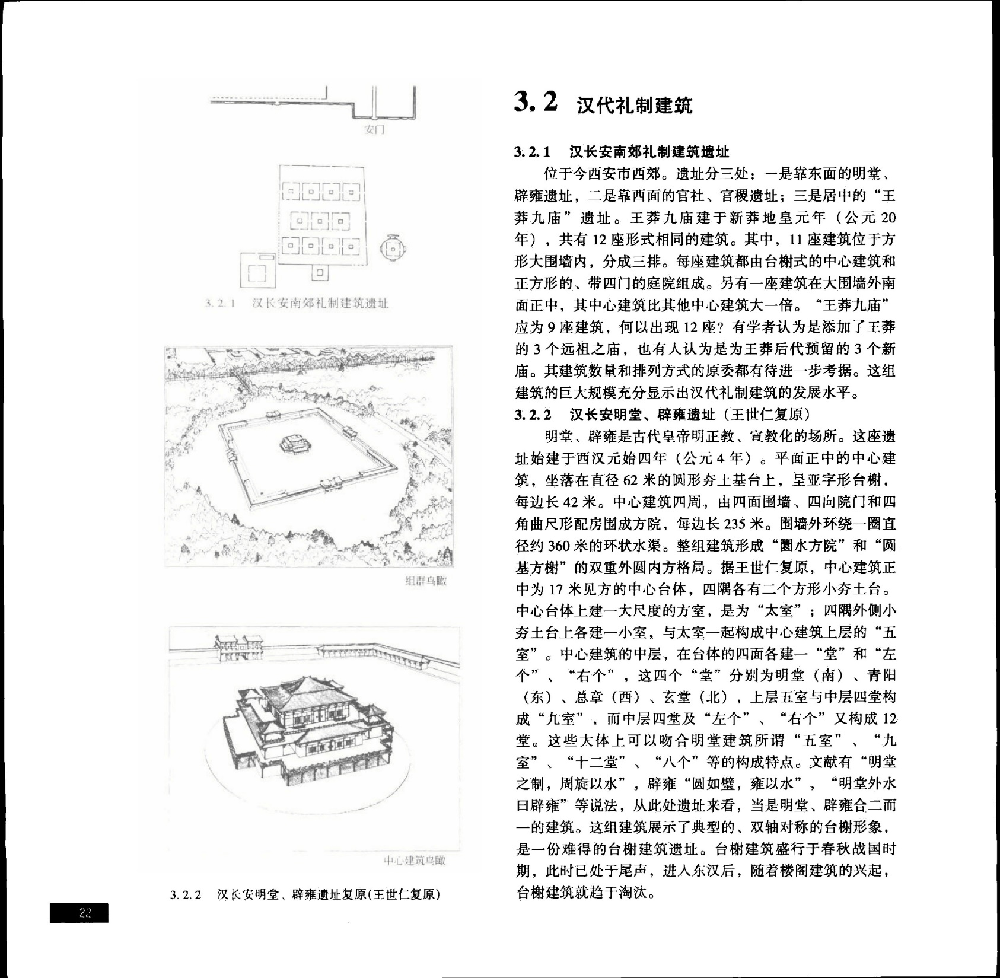 安门
3.2.1 汉长安南郊礼制建筑遗址
组群鸟瞰
中心建筑鸟瞰
3.2.2 汉长安明堂、辟雍遗址复原(王世仁复原)
22
3.2 汉代礼制建筑
3.2.1 汉长安南郊礼制建筑遗址
位于今西安市西郊。遗址分三处：一是靠东面的明堂、
辟雍遗址，二是靠西面的官社、官稷遗址；三是居中的“王
莽九庙”遗址。王莽九庙建于新莽地皇元年（公元 20
年），共有 12 座形式相同的建筑。其中，11 座建筑位于方
形大围墙内，分成三排。每座建筑都由台榭式的中心建筑和
正方形的、带四门的庭院组成。另有一座建筑在大围墙外南
面正中，其中心建筑比其他中心建筑大一倍。“王莽九庙”
应为 9 座建筑，何以出现 12 座？有学者认为是添加了王莽
的 3 个远祖之庙，也有人认为是为王莽后代预留的 3 个新
庙。其建筑数量和排列方式的原委都有待进一步考据。这组
建筑的巨大规模充分显示出汉代礼制建筑的发展水平。
3.2.2 汉长安明堂、辟雍遗址（王世仁复原）
明堂、辟雍是古代皇帝明正教、宣教化的场所。这座遗
址始建于西汉元始四年（公元 4 年）。平面正中的中心建
筑，坐落在直径 62 米的圆形夯土基台上，呈亚字形台榭，
每边长 42 米。中心建筑四周，由四面围墙、四向院门和四
角曲尺形配房围成方院，每边长 235 米。围墙外环绕一圈直
径约 360 米的环状水渠。整组建筑形成“圜水方院”和“圆
基方榭”的双重外圆内方格局。据王世仁复原，中心建筑正
中为 17 米见方的中心台体，四隅各有二个方形小夯土台。
中心台体上建一大尺度的方室，是为“太室”；四隅外侧小
夯土台上各建一小室，与太室一起构成中心建筑上层的“五
室”。中心建筑的中层，在台体的四面各建一“堂”和“左
个”、“右个”，这四个“堂”分别为明堂（南）、青阳
（东）、总章（西）、玄堂（北），上层五室与中层四堂构
成“九室”，而中层四堂及“左个”、“右个”又构成 12
堂。这些大体上可以吻合明堂建筑所谓“五室”、“九
室”、“十二堂”、“八个”等的构成特点。文献有“明堂
之制，周旋以水”，辟雍“圆如璧，雍以水”，“明堂外水
曰辟雍”等说法，从此处遗址来看，当是明堂、辟雍合二而
一的建筑。这组建筑展示了典型的、双轴对称的台榭形象，
是一份难得的台榭建筑遗址。台榭建筑盛行于春秋战国时
期，此时已处于尾声，进入东汉后，随着楼阁建筑的兴起，
台榭建筑就趋于淘汰。